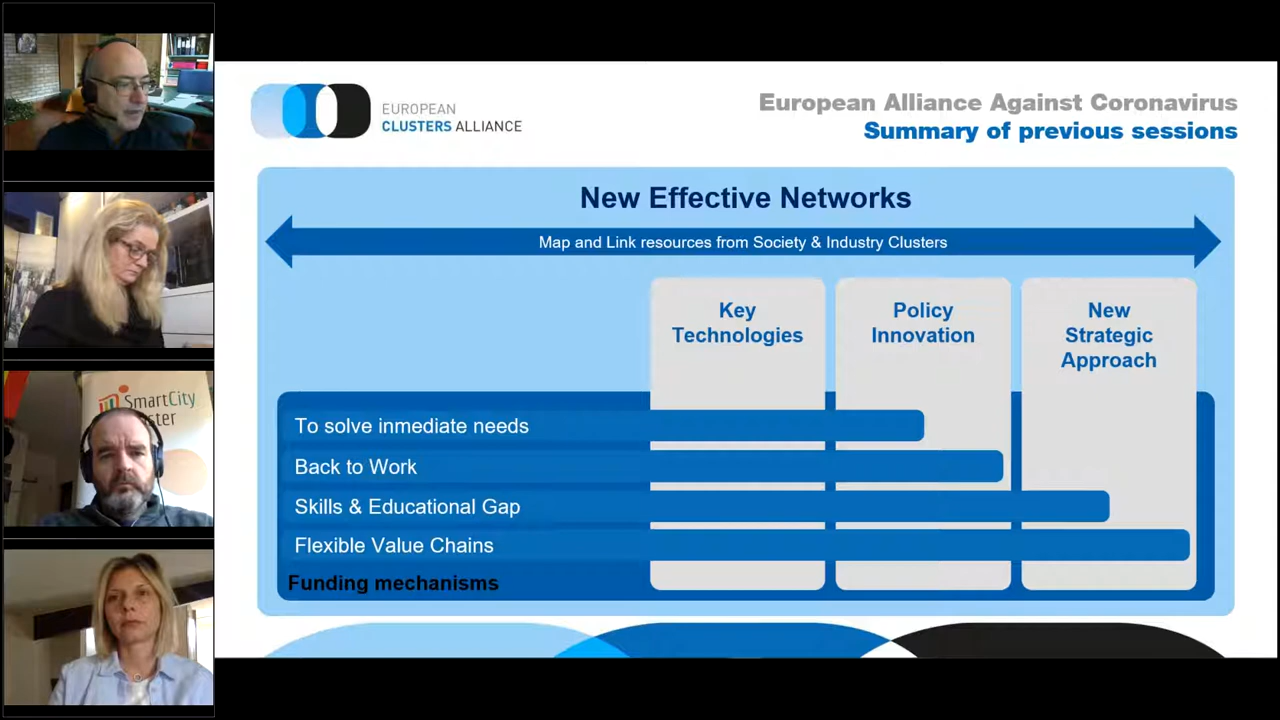 EUROPEAN
CLUSTERS ALLIANCE
European Alliance Against Coronavirus
Summary of previous sessions
New Effective Networks
Map and Link resources from Society & Industry Clusters
Key
Technologies
Policy
Innovation
New
Strategic
Approach
To solve inmediate needs
Back to Work
Skills & Educational Gap
Flexible Value Chains
Funding mechanisms
SmartCity